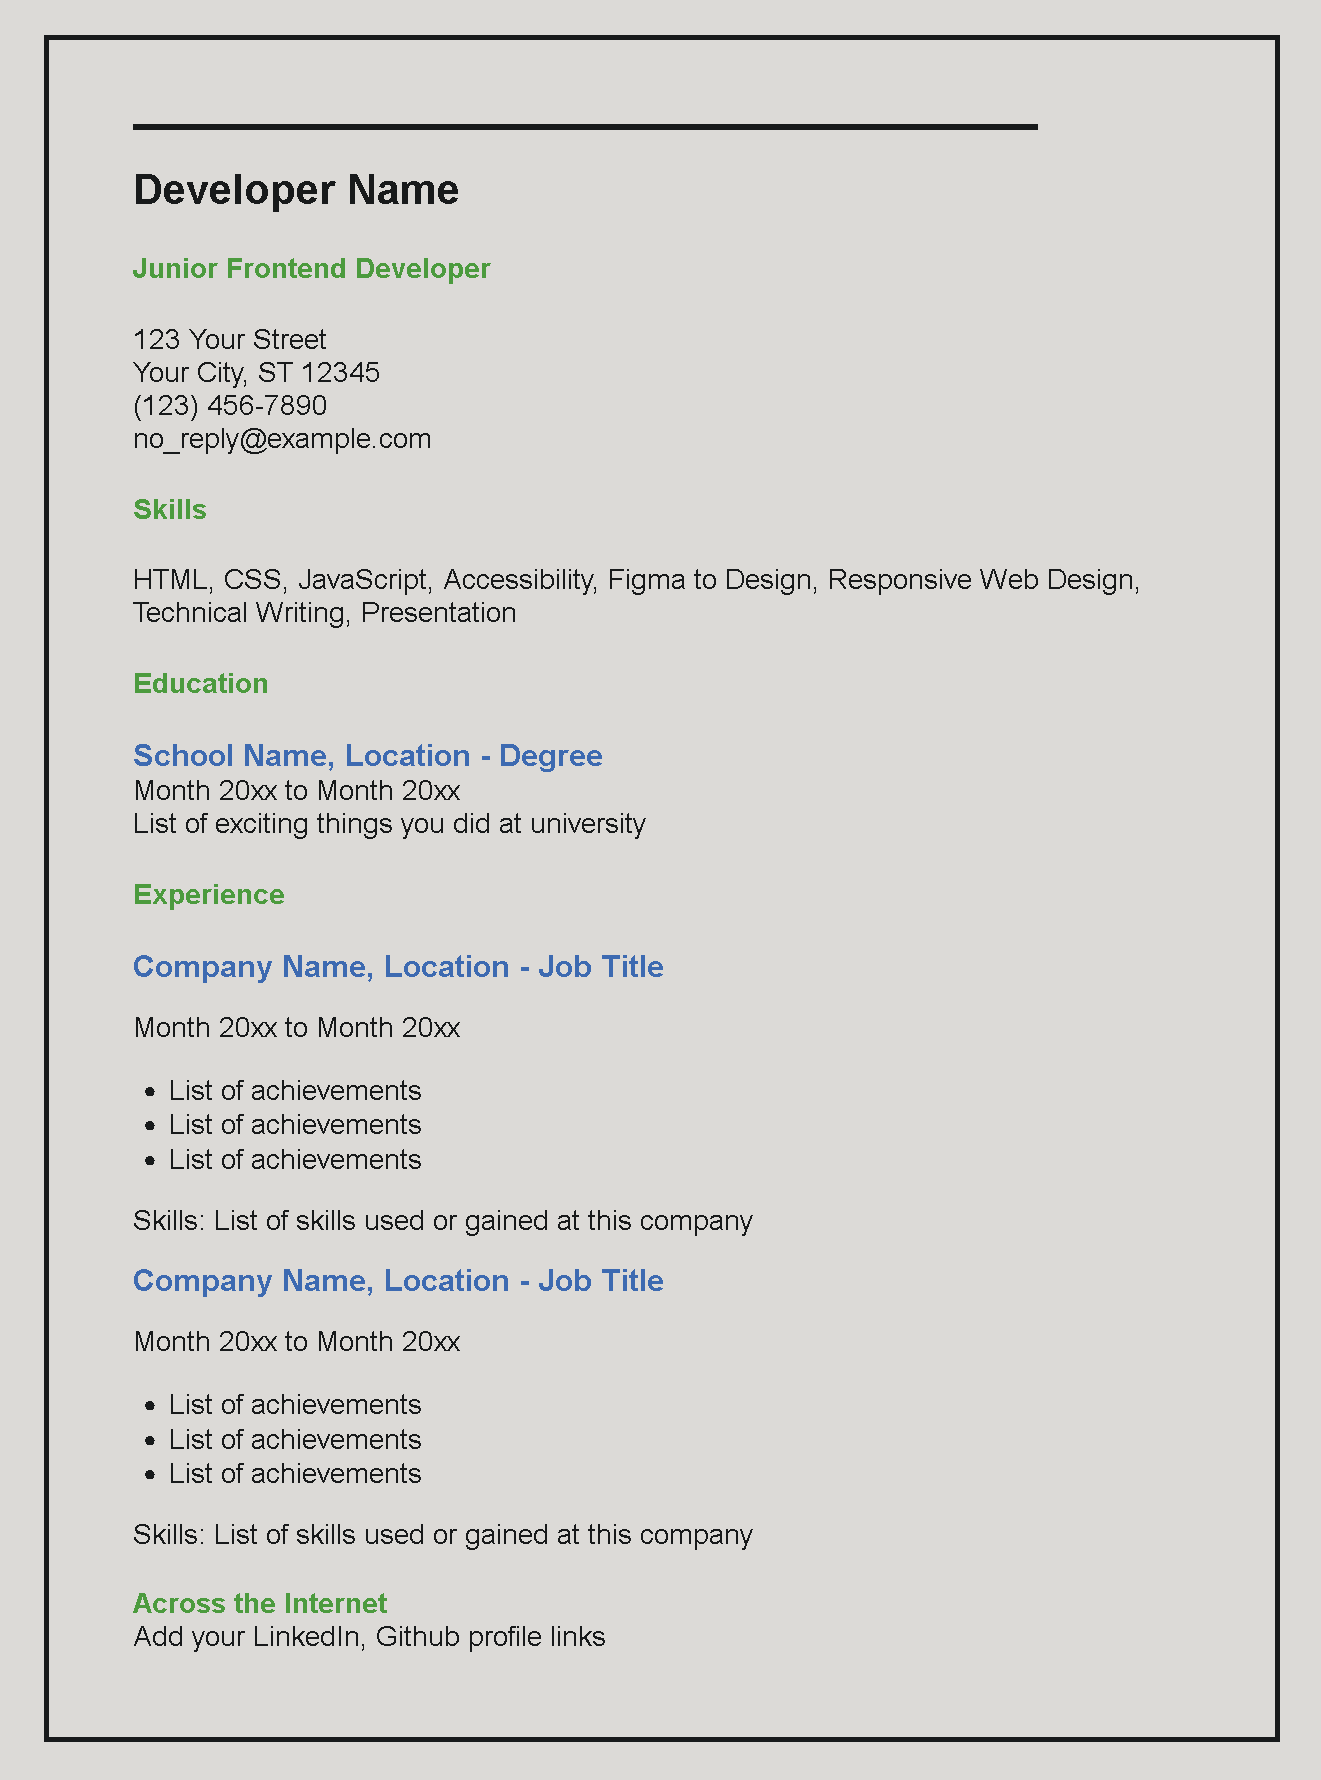 Developer Name
Junior Frontend Developer
123 Your Street
Your City, ST 12345
(123) 456-7890
no_reply@example.com
Skills
HTML, CSS, JavaScript, Accessibility, Figma to Design, Responsive Web Design,
Technical Writing, Presentation
Education
School Name, Location - Degree
Month 20xx to Month 20xx
List of exciting things you did at university
Experience
Company Name, Location - Job Title
Month 20xx to Month 20xx
• List of achievements
• List of achievements
• List of achievements
Skills: List of skills used or gained at this company
Company Name, Location - Job Title
Month 20xx to Month 20xx
• List of achievements
• List of achievements
• List of achievements
Skills: List of skills used or gained at this company
Across the Internet
Add your LinkedIn, Github profile links